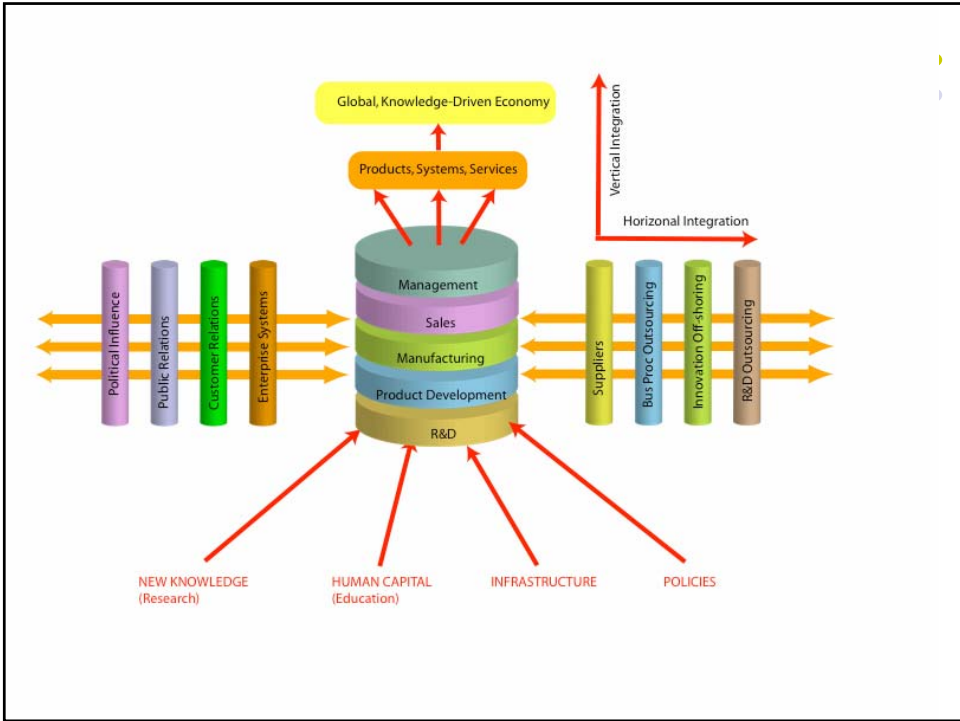 Global, Knowledge-Driven Economy
Products, Systems, Services
Vertical Integration
Horizonal Integration
Political Influence
Public Relations
Customer Relations
Enterprise Systems
Management
Sales
Manufacturing
Product Development
R&D
Suppliers
Bus Proc Outsourcing
Innovation Off-shoring
R&D Outsourcing
NEW KNOWLEDGE
(Research)
HUMAN CAPITAL
(Education)
INFRASTRUCTURE
POLICIES